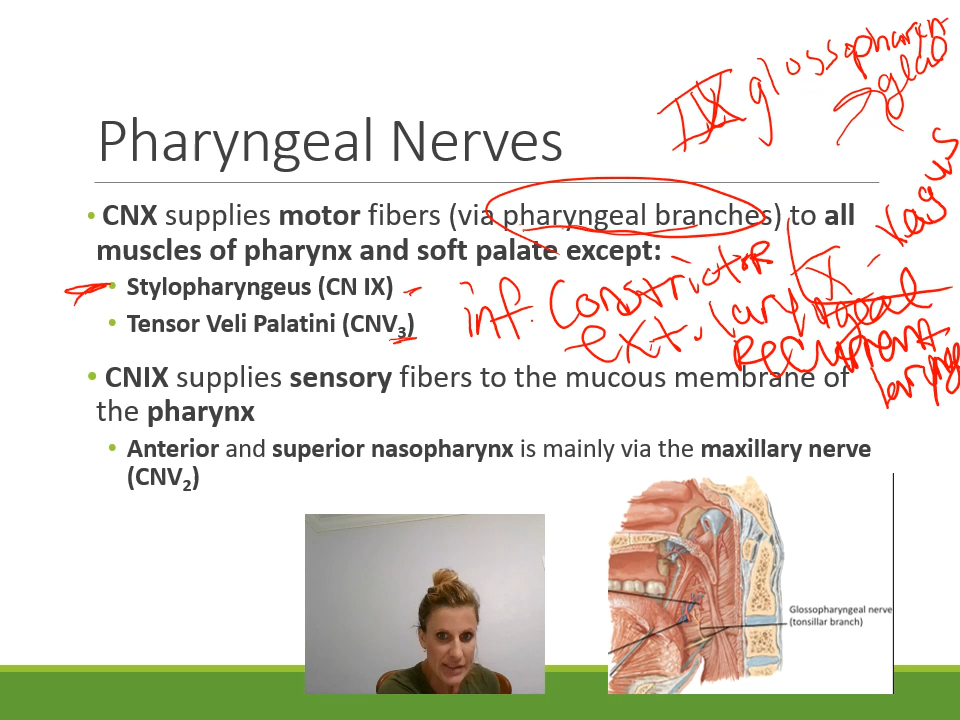 IX glossopharyn
geal
Pharyngeal Nerves
Vagus
X
• CNX supplies motor fibers (via pharyngeal branches) to all
muscles of pharynx and soft palate except:
• Stylopharyngeus (CN IX)
• Tensor Veli Palatini (CNV3)
inf. Constrictor
ext. laryngeal
Recurrent
larynge
• CNIX supplies sensory fibers to the mucous membrane of
the pharynx
• Anterior and superior nasopharynx is mainly via the maxillary nerve
(CNV2)
Glossopharyngeal nerve
(tonsillar branch)